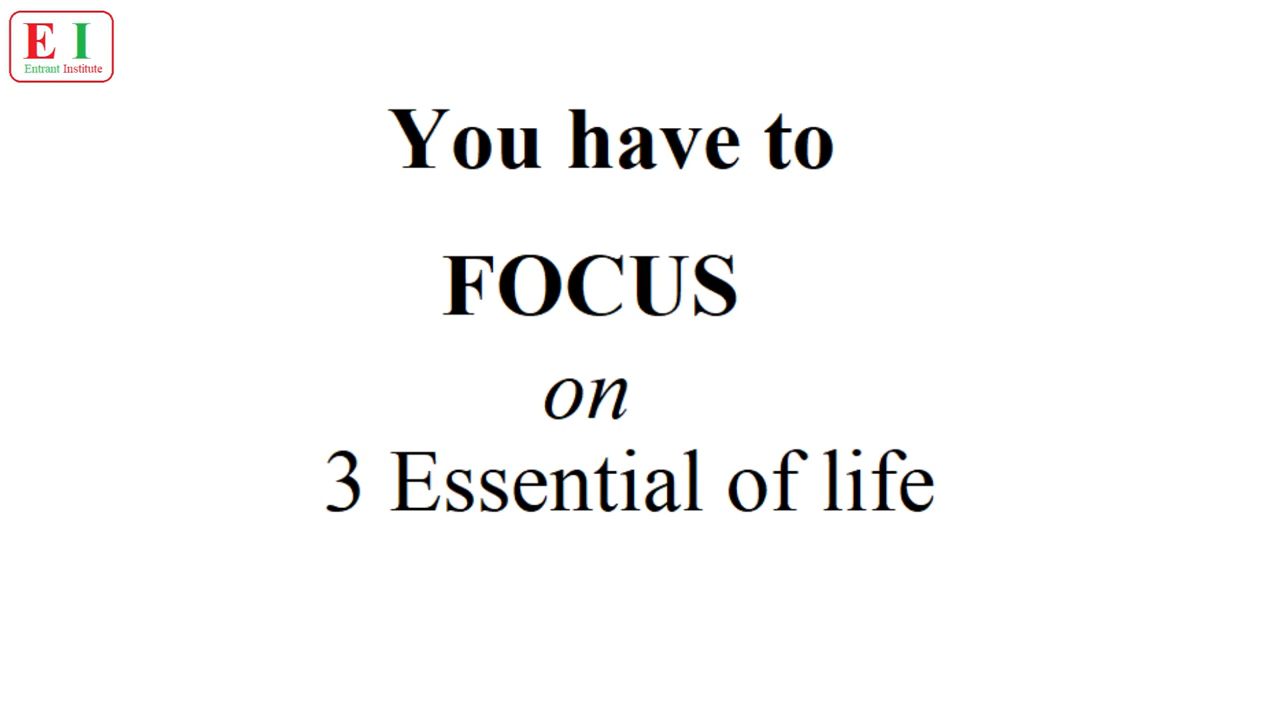 E I
Entrant Institute
You have to
FOCUS
on
3 Essential of life